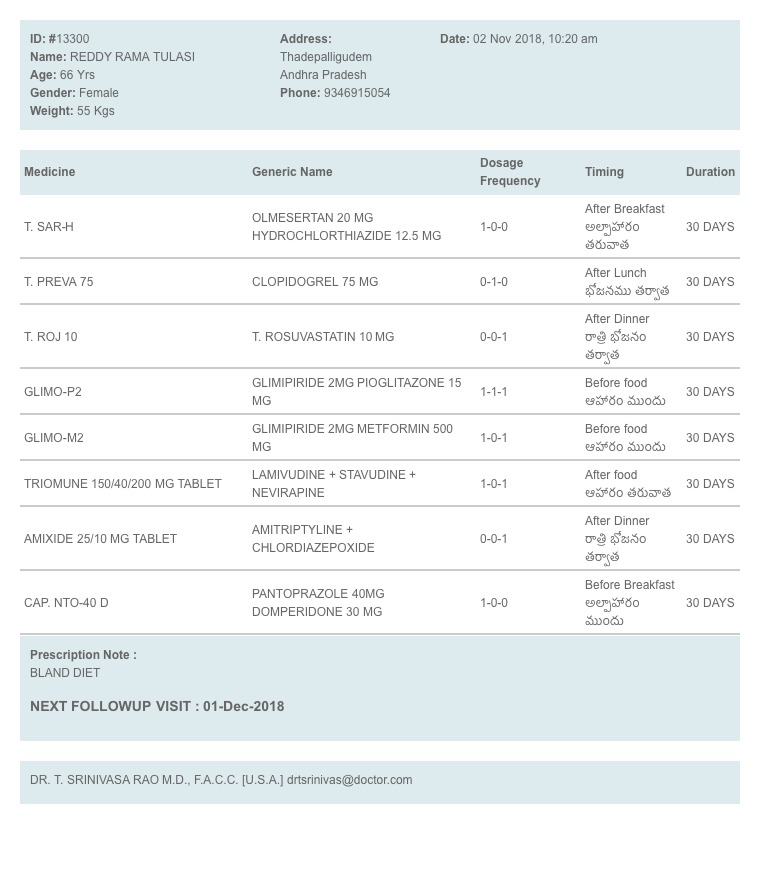 ID: #13300
Name: REDDY RAMA TULASI
Age: 66 Yrs
Gender: Female
Weight: 55 Kgs
Address:
Thadepalligudem
Andhra Pradesh
Phone: 9346915054
Date: 02 Nov 2018, 10:20 am
Medicine Generic Name Dosage Frequency Timing Duration
T. SAR-H
OLMESERTAN 20 MG
HYDROCHLORTHIAZIDE 12.5 MG
1-0-0
After Breakfast
అల్పాహారం
తరువాత
30 DAYS
T. PREVA 75
CLOPIDOGREL 75 MG
0-1-0
After Lunch
భోజనము తర్వాత
30 DAYS
T. ROJ 10
T. ROSUVASTATIN 10 MG
0-0-1
After Dinner
రాత్రి భోజనం
తర్వాత
30 DAYS
GLIMO-P2
GLIMIPIRIDE 2MG PIOGLITAZONE 15
MG
1-1-1
Before food
ఆహారం ముందు
30 DAYS
GLIMO-M2
GLIMIPIRIDE 2MG METFORMIN 500
MG
1-0-1
Before food
ఆహారం ముందు
30 DAYS
TRIOMUNE 150/40/200 MG TABLET
LAMIVUDINE + STAVUDINE +
NEVIRAPINE
1-0-1
After food
ఆహారం తరువాత
30 DAYS
AMIXIDE 25/10 MG TABLET
AMITRIPTYLINE +
CHLORDIAZEPOXIDE
0-0-1
After Dinner
రాత్రి భోజనం
తర్వాత
30 DAYS
CAP. NTO-40 D
PANTOPRAZOLE 40MG
DOMPERIDONE 30 MG
1-0-0
Before Breakfast
అల్పాహారం
ముందు
30 DAYS
Prescription Note :
BLAND DIET
NEXT FOLLOWUP VISIT : 01-Dec-2018
DR. T. SRINIVASA RAO M.D., F.A.C.C. [U.S.A.] drtsrinivas@doctor.com